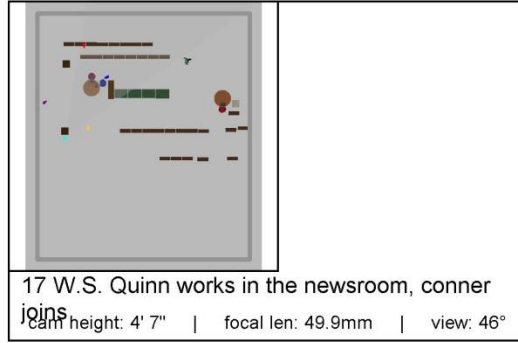 17 W.S. Quinn works in the newsroom, conner
joins
cam height: 4' 7" | focal len: 49.9mm | view: 46°